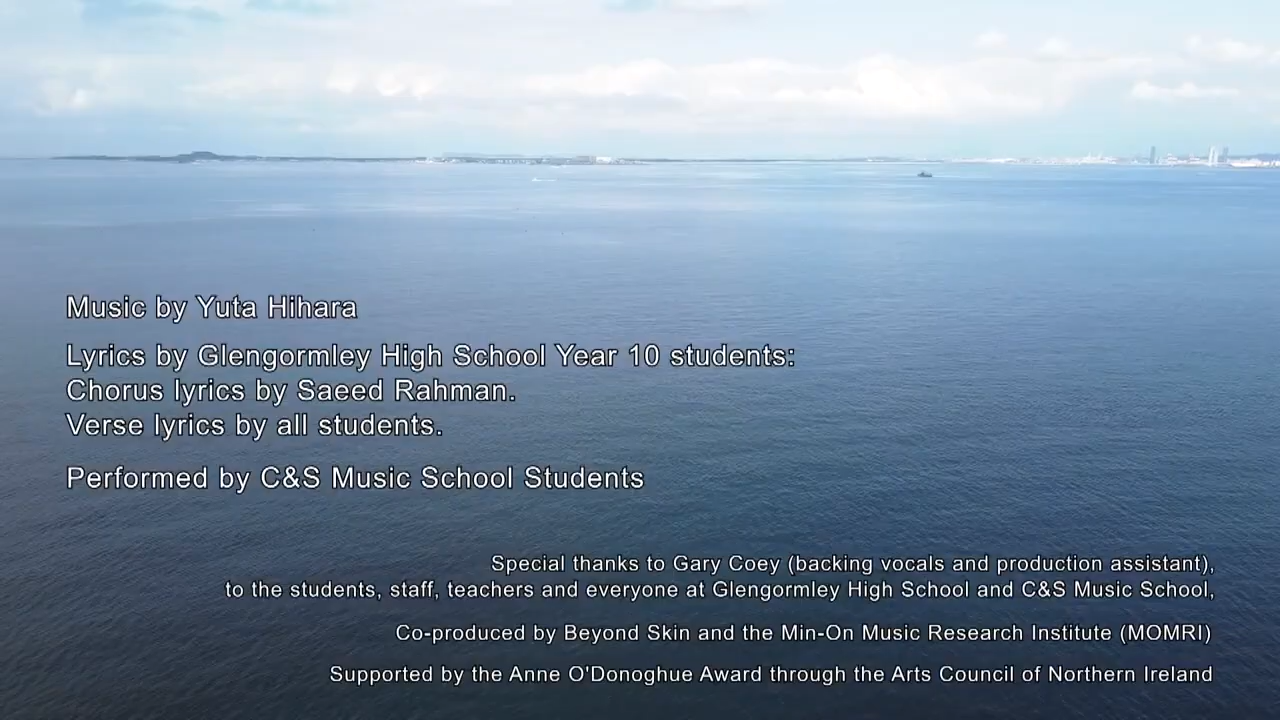 Music by Yuta Hihara
Lyrics by Glengormley High School Year 10 students:
Chorus lyrics by Saeed Rahman.
Verse lyrics by all students.
Performed by C&S Music School Students
Special thanks to Gary Coey (backing vocals and production assistant),
to the students, staff, teachers and everyone at Glengormley High School and C&S Music School,
Co-produced by Beyond Skin and the Min-On Music Research Institute (MOMRI)
Supported by the Anne O'Donoghue Award through the Arts Council of Northern Ireland